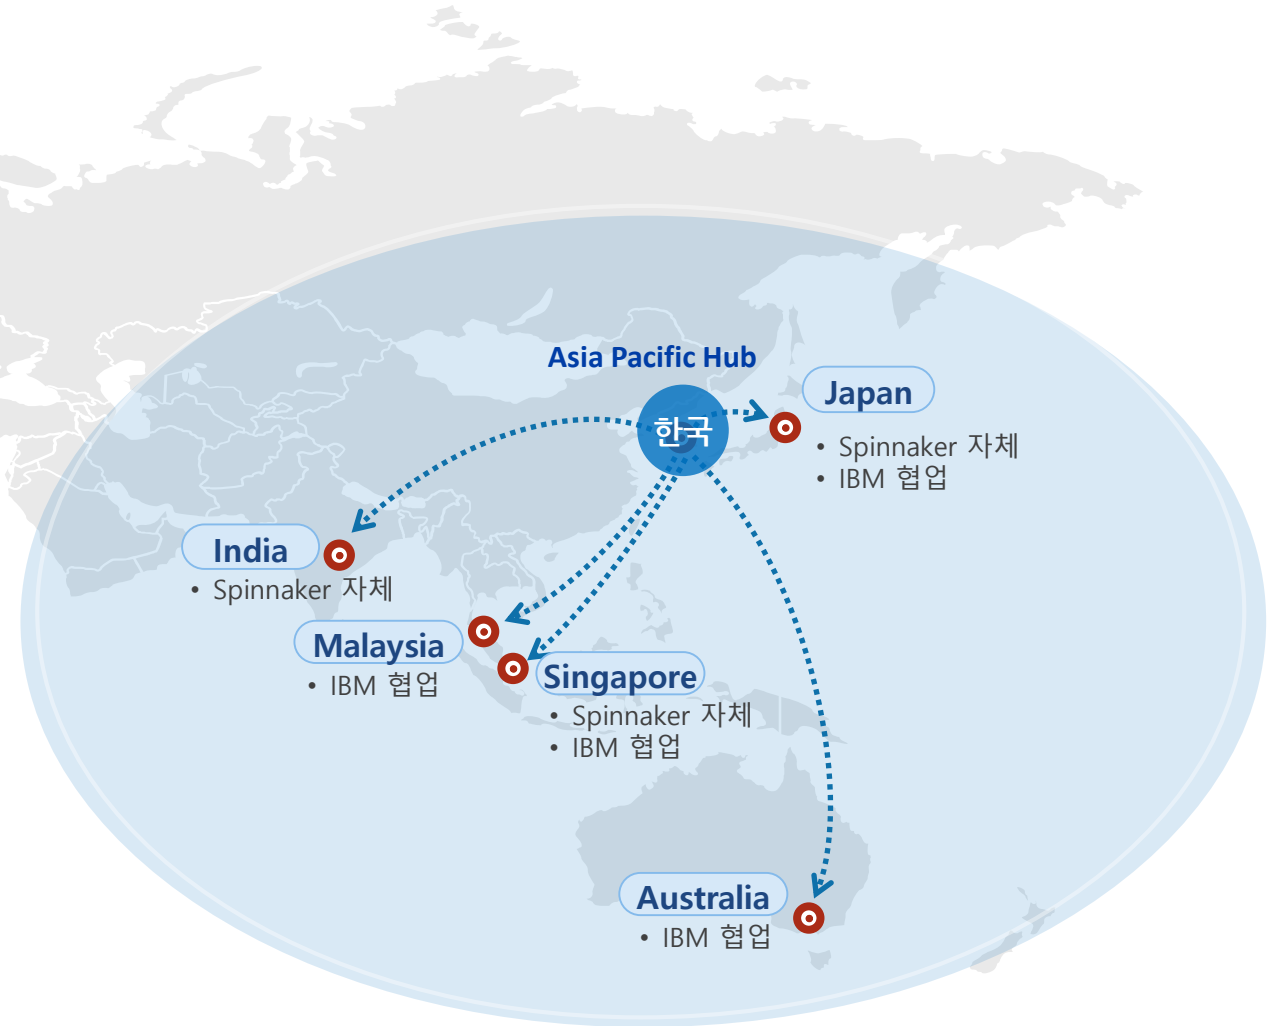 Asia Pacific Hub
한국
Japan
• Spinnaker 자체
• IBM 협업
India
• Spinnaker 자체
Malaysia
• IBM 협업
Singapore
• Spinnaker 자체
• IBM 협업
Australia
• IBM 협업